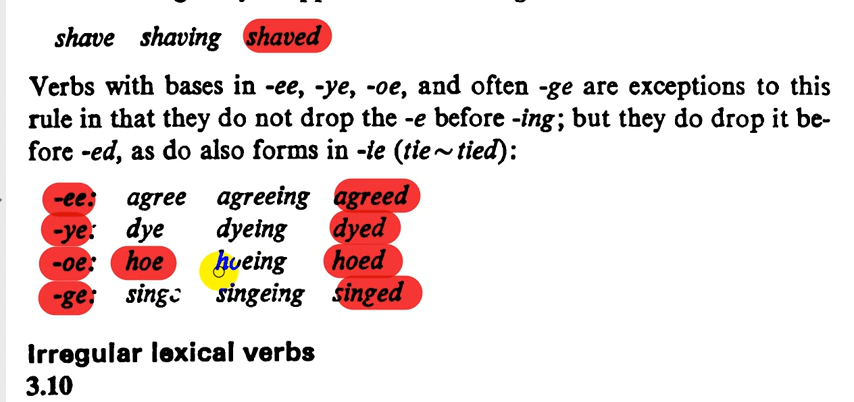 shave shaving shaved
Verbs with bases in -ee, -ye, -oe, and often -ge are exceptions to this
rule in that they do not drop the -e before -ing; but they do drop it be-
fore -ed, as do also forms in -ie (tie ~ tied):
-ee: agree agreeing agreed
-ye: dye dyeing dyed
-oe: hoe hoeing hoed
-ge: singe singeing singed
Irregular lexical verbs
3.10